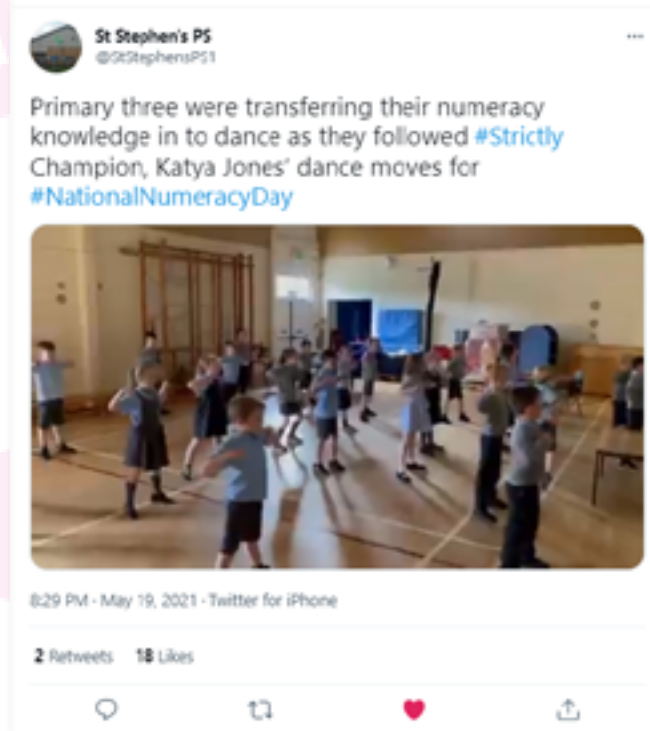 St Stephen's PS
@StStephensPS1
Primary three were transferring their numeracy
knowledge in to dance as they followed #Strictly
Champion, Katya Jones' dance moves for
#NationalNumeracyDay
8:29 PM · May 19, 2021 · Twitter for iPhone
2 Retweets 18 Likes